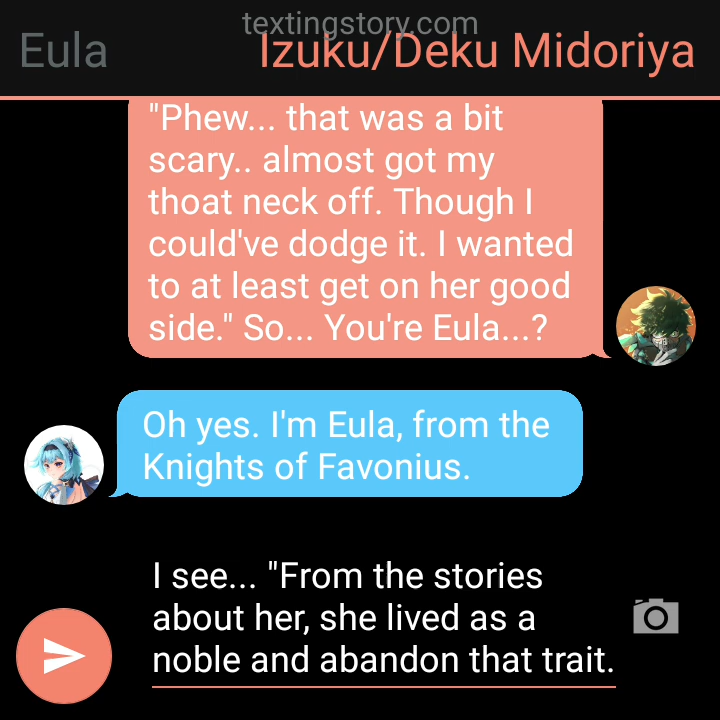 textingstory.com
Eula
Izuku/Deku Midoriya
"Phew... that was a bit
scary.. almost got my
thoat neck off. Though I
could've dodge it. I wanted
to at least get on her good
side." So... You're Eula...?
Oh yes. I'm Eula, from the
Knights of Favonius.
I see... "From the stories
about her, she lived as a
noble and abandon that trait.